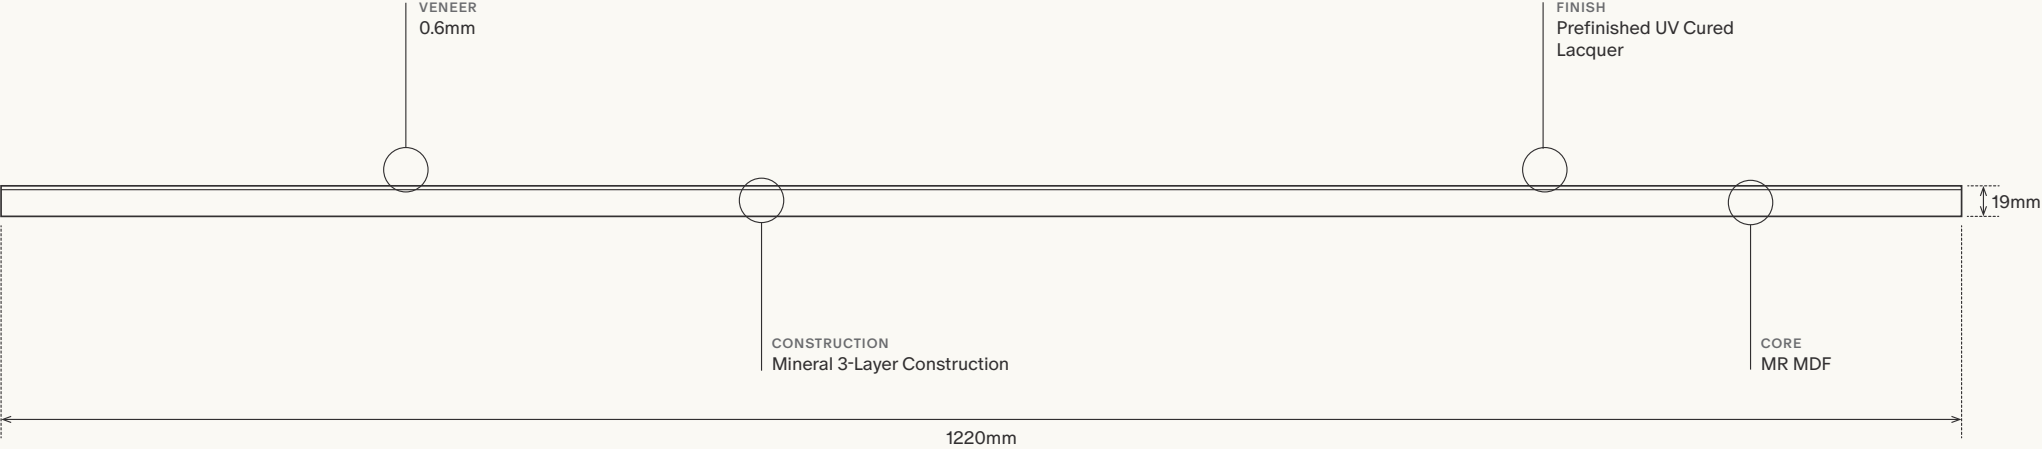 VENEER
0.6mm
FINISH
Prefinished UV Cured
Lacquer
19mm
CONSTRUCTION
Mineral 3-Layer Construction
CORE
MR MDF
1220mm